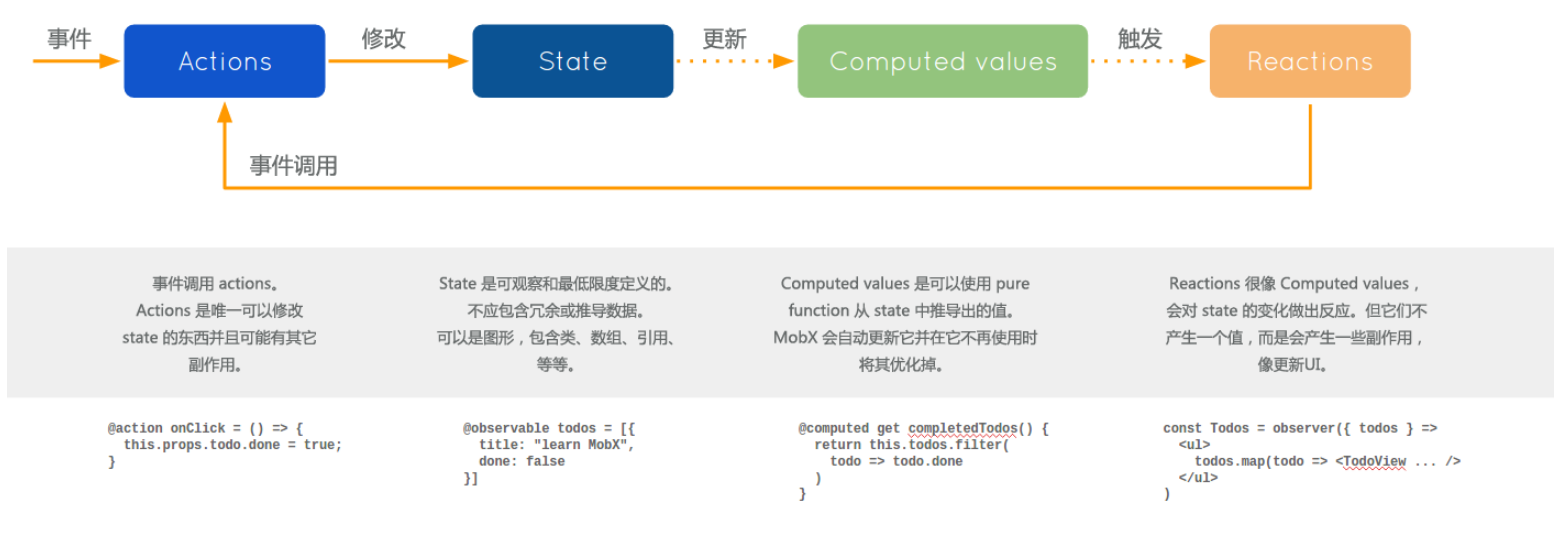 事件
Actions
修改
State
更新
Computed values
触发
Reactions
事件调用
事件调用 actions。
Actions 是唯一可以修改
state 的东西并且可能有其它
副作用。
State 是可观察和最低限度定义的。
不应包含冗余或推导数据。
可以是图形，包含类、数组、引用、
等等。
Computed values 是可以使用 pure
function 从 state 中推导出的值。
MobX 会自动更新它并在它不再使用时
将其优化掉。
Reactions 很像 Computed values，
会对 state 的变化做出反应。但它们不
产生一个值，而是会产生一些副作用，
像更新UI。
@action onClick = () => {
  this.props.todo.done = true;
}
@observable todos = [{
  title: "learn MobX",
  done: false
}]
@computed get completedTodos() {
  return this.todos.filter(
    todo => todo.done
  )
}
const Todos = observer({ todos } =>
  <ul>
    todos.map(todo => <TodoView ... />
  </ul>
)